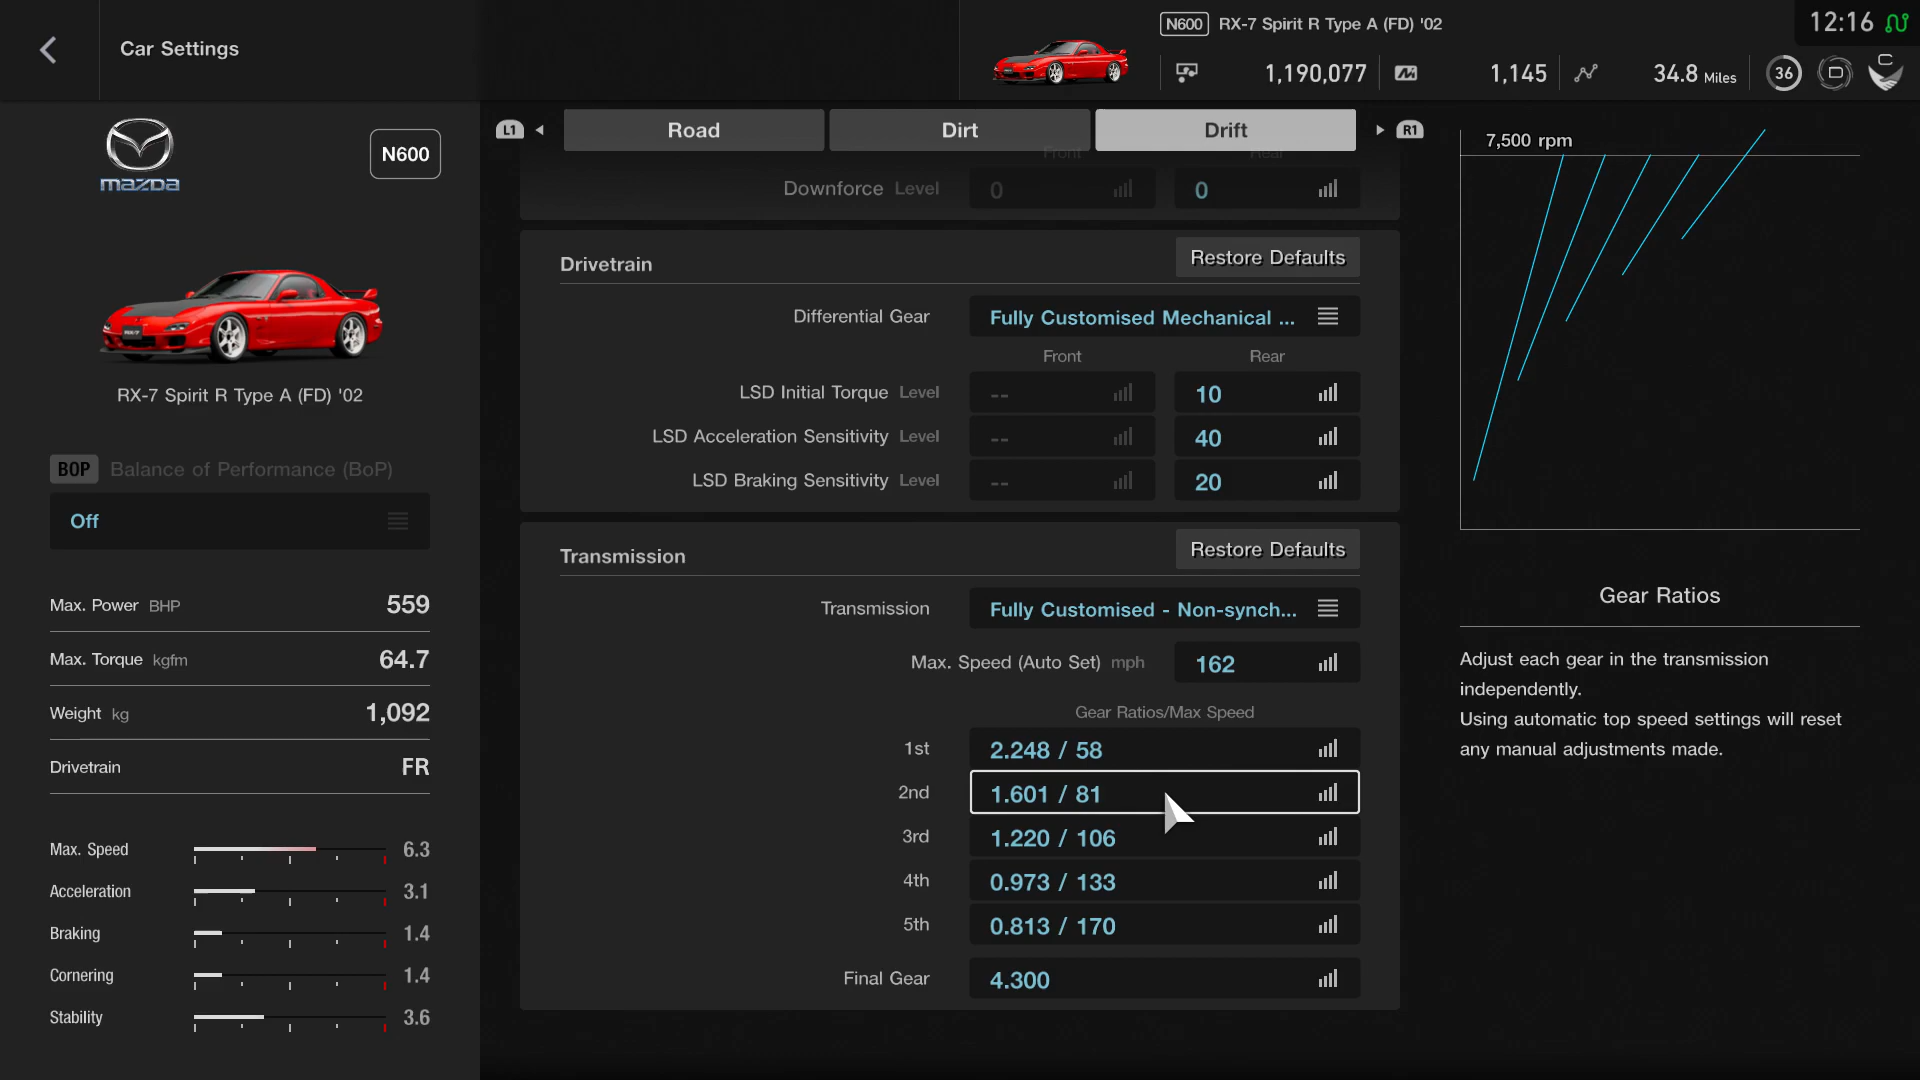 Car Settings
N600 RX-7 Spirit R Type A (FD) '02
1,190,077
1,145
34.8 Miles
36
D
C
12:16
mazda
N600
RX-7 Spirit R Type A (FD) '02
BOP Balance of Performance (BoP)
Off
Max. Power BHP 559
Max. Torque kgfm 64.7
Weight kg 1,092
Drivetrain FR
Max. Speed 6.3
Acceleration 3.1
Braking 1.4
Cornering 1.4
Stability 3.6
L1 Road Dirt Drift R1
Front Rear
Downforce Level 0 0
Drivetrain Restore Defaults
Differential Gear Fully Customised Mechanical ...
Front Rear
LSD Initial Torque Level -- 10
LSD Acceleration Sensitivity Level -- 40
LSD Braking Sensitivity Level -- 20
Transmission Restore Defaults
Transmission Fully Customised - Non-synch...
Max. Speed (Auto Set) mph 162
Gear Ratios/Max Speed
1st 2.248 / 58
2nd 1.601 / 81
3rd 1.220 / 106
4th 0.973 / 133
5th 0.813 / 170
Final Gear 4.300
7,500 rpm
Gear Ratios
Adjust each gear in the transmission
independently.
Using automatic top speed settings will reset
any manual adjustments made.